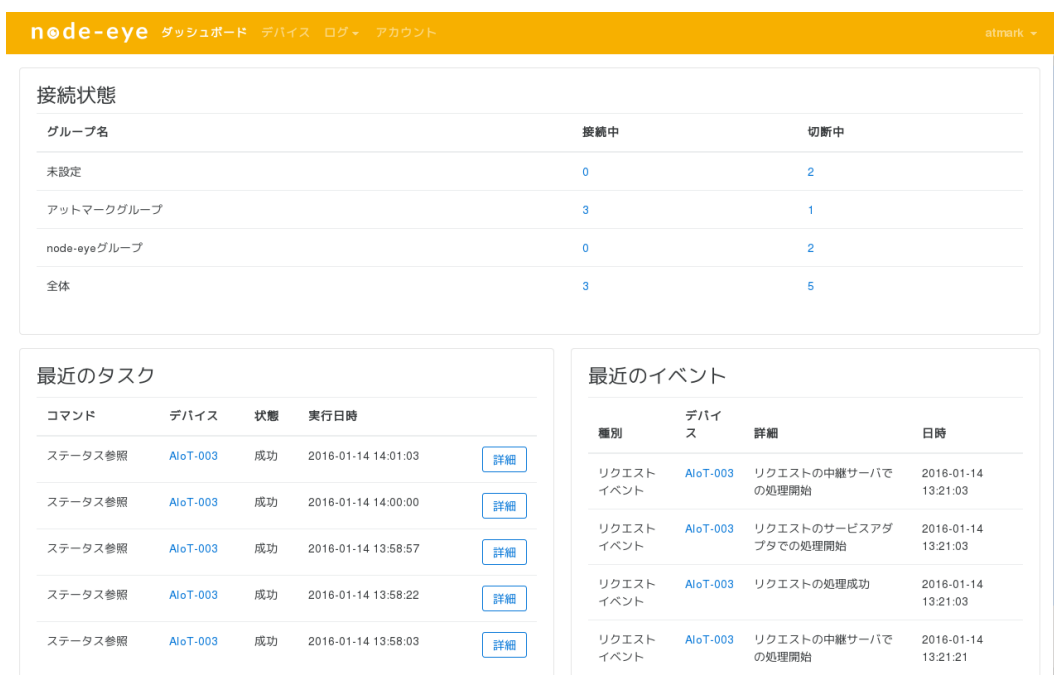 node-eye ダッシュボード デバイス ログ アカウント atmark
接続状態
グループ名 接続中 切断中
未設定 0 2
アットマークグループ 3 1
node-eyeグループ 0 2
全体 3 5
最近のタスク
コマンド デバイス 状態 実行日時
ステータス参照 AIoT-003 成功 2016-01-14 14:01:03 詳細
ステータス参照 AIoT-003 成功 2016-01-14 14:00:00 詳細
ステータス参照 AIoT-003 成功 2016-01-14 13:58:57 詳細
ステータス参照 AIoT-003 成功 2016-01-14 13:58:22 詳細
ステータス参照 AIoT-003 成功 2016-01-14 13:58:03 詳細
最近のイベント
デバイ
種別 ス 詳細 日時
リクエスト AIoT-003 リクエストの中継サーバで 2016-01-14
イベント の処理開始 13:21:03
リクエスト AIoT-003 リクエストのサービスアダ 2016-01-14
イベント プタでの処理開始 13:21:03
リクエスト AIoT-003 リクエストの処理成功 2016-01-14
イベント 13:21:03
リクエスト AIoT-003 リクエストの中継サーバで 2016-01-14
イベント の処理開始 13:21:21